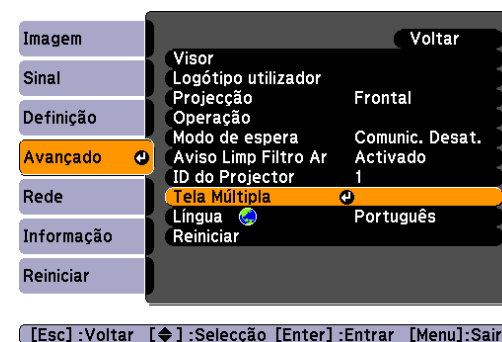 Imagem
Sinal
Definição
Avançado
Rede
Informação
Reiniciar
Voltar
Visor
Logótipo utilizador
Projecção Frontal
Operação
Modo de espera Comunic. Desat.
Aviso Limp Filtro Ar Activado
ID do Projector 1
Tela Múltipla
Língua Português
Reiniciar
[Esc] :Voltar [ ] :Selecção [Enter] :Entrar [Menu]:Sair